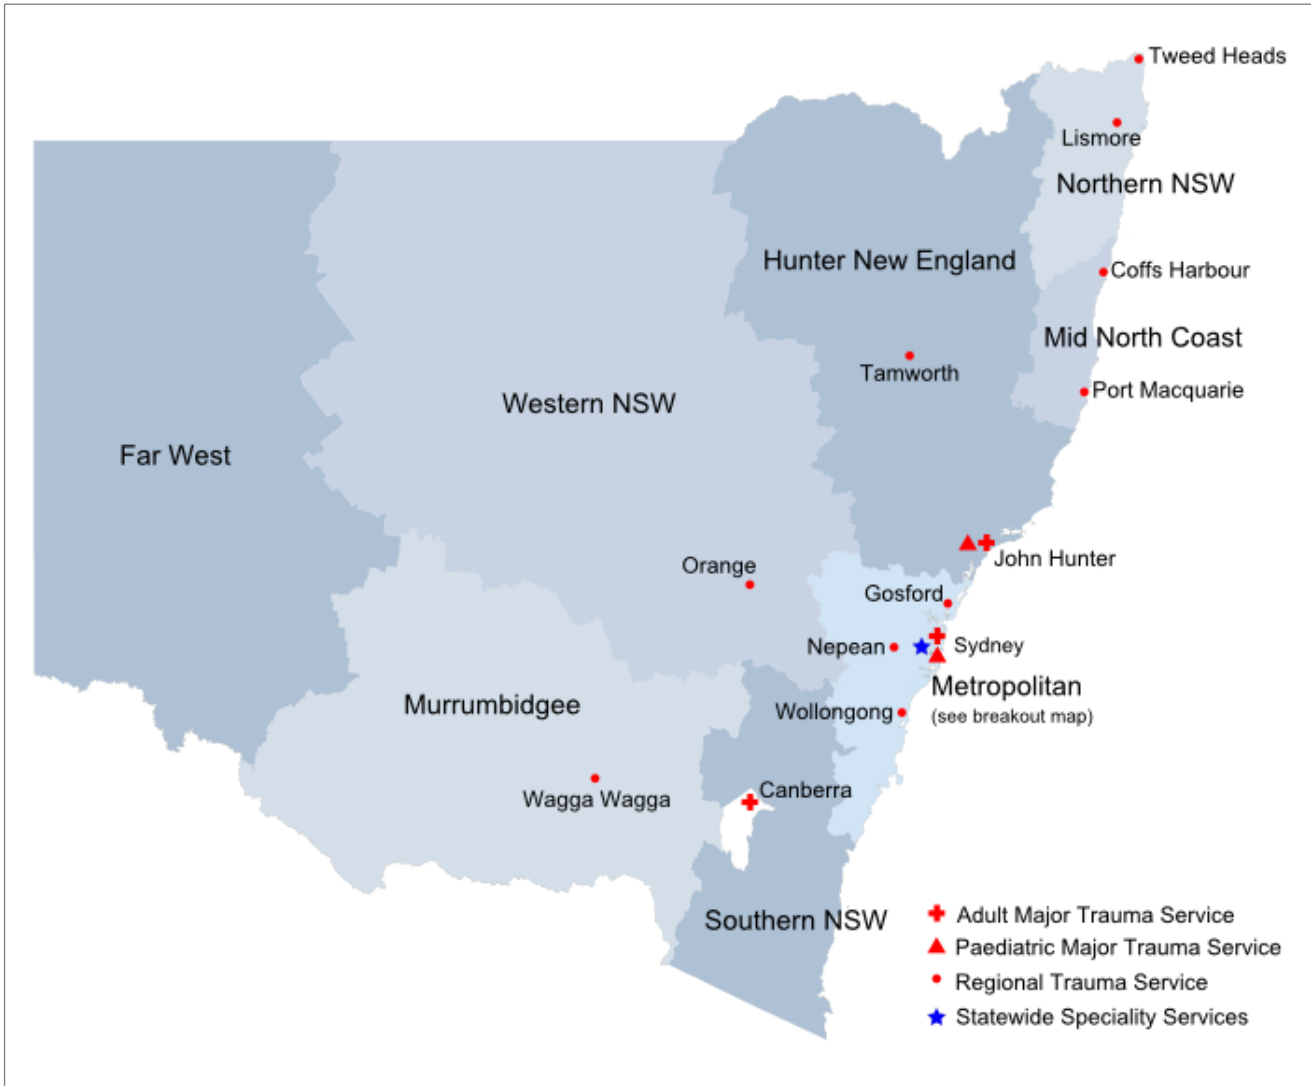 Tweed Heads
Lismore
Northern NSW
Hunter New England
Coffs Harbour
Mid North Coast
Tamworth
Port Macquarie
Western NSW
Far West
John Hunter
Orange
Gosford
Nepean
Sydney
Metropolitan
(see breakout map)
Murrumbidgee
Wollongong
Canberra
Wagga Wagga
Southern NSW
Adult Major Trauma Service
Paediatric Major Trauma Service
Regional Trauma Service
Statewide Speciality Services